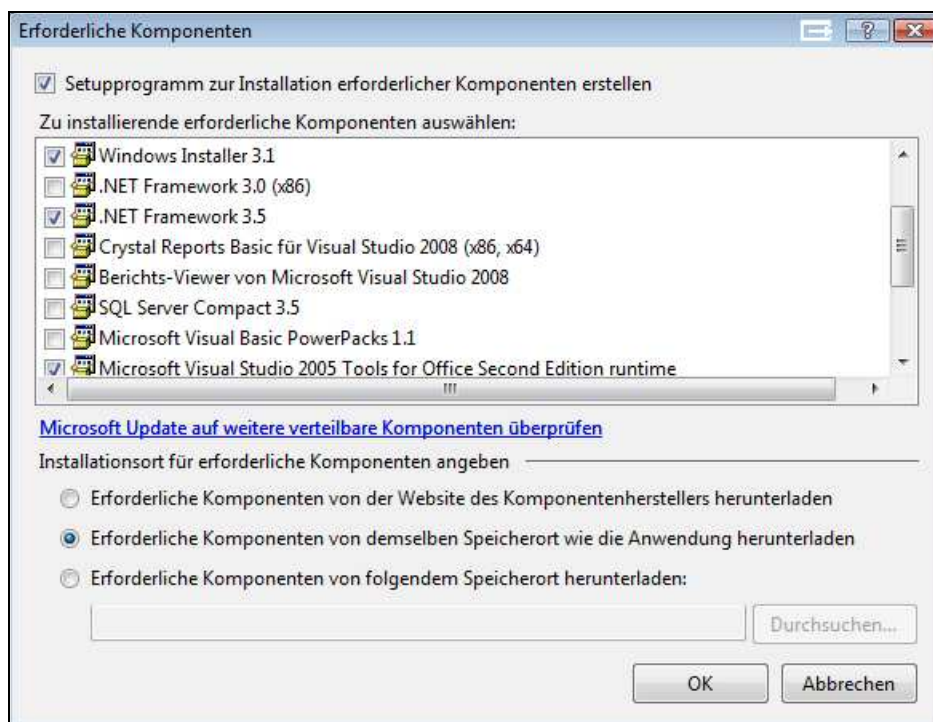 Erforderliche Komponenten
Setupprogramm zur Installation erforderlicher Komponenten erstellen
Zu installierende erforderliche Komponenten auswählen:
Windows Installer 3.1
.NET Framework 3.0 (x86)
.NET Framework 3.5
Crystal Reports Basic für Visual Studio 2008 (x86, x64)
Berichts-Viewer von Microsoft Visual Studio 2008
SQL Server Compact 3.5
Microsoft Visual Basic PowerPacks 1.1
Microsoft Visual Studio 2005 Tools for Office Second Edition runtime
Microsoft Update auf weitere verteilbare Komponenten überprüfen
Installationsort für erforderliche Komponenten angeben
Erforderliche Komponenten von der Website des Komponentenherstellers herunterladen
Erforderliche Komponenten von demselben Speicherort wie die Anwendung herunterladen
Erforderliche Komponenten von folgendem Speicherort herunterladen:
Durchsuchen...
OK Abbrechen